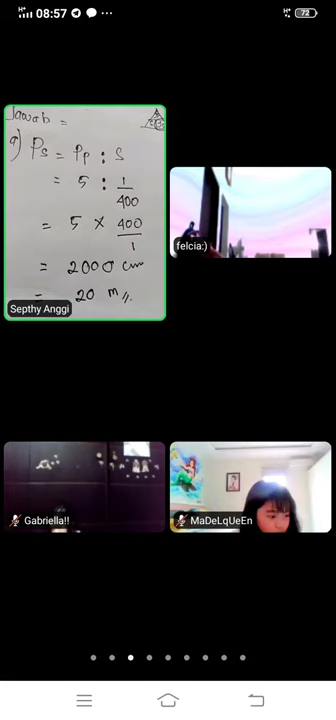 H+ 08:57 H+ 72
Jawab =
a) Ps = Pp : S
= 5 : 1/400
= 5 × 400/1
= 2000 cm
= 20 m //
Septhy Anggi
felcia:)
Gabriella!!
MaDeLqUeEn